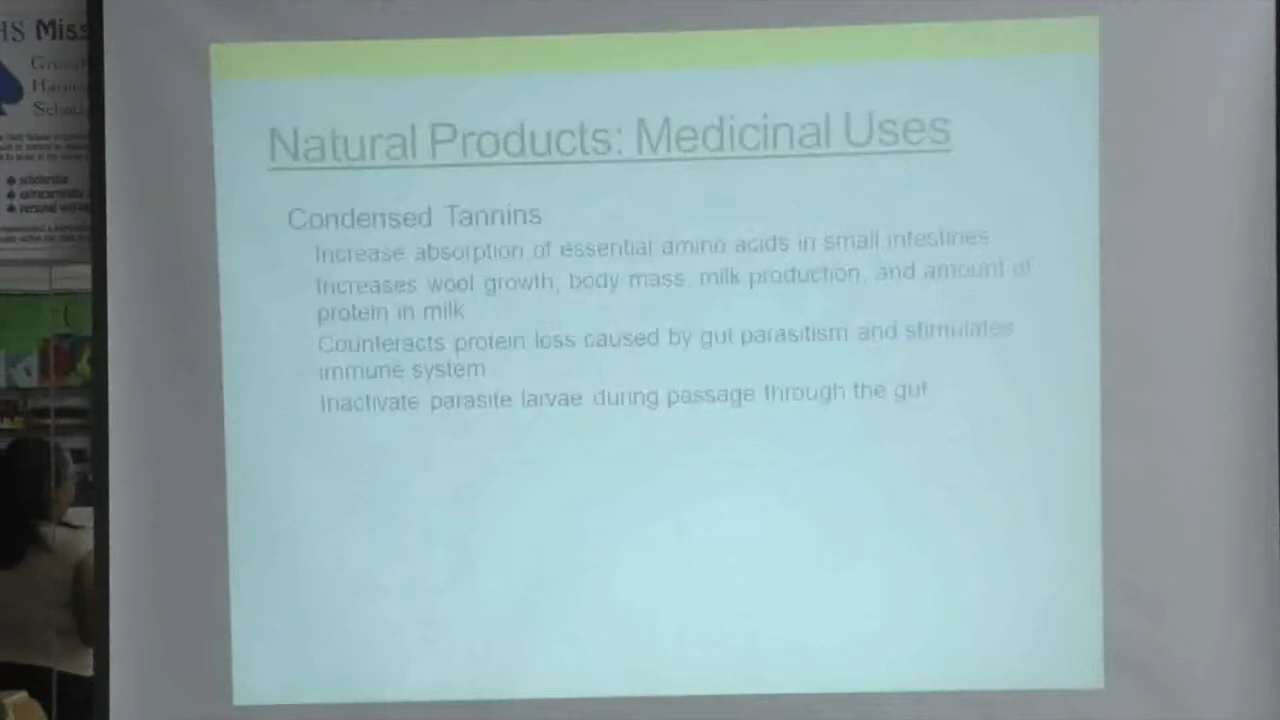 HS Miss
Natural Products: Medicinal Uses
Condensed Tannins
Increase absorption of essential amino acids in small intestines
Increases wool growth, body mass, milk production, and amount of
protein in milk
Counteracts protein loss caused by gut parasitism and stimulates
immune system
Inactivate parasite larvae during passage through the gut